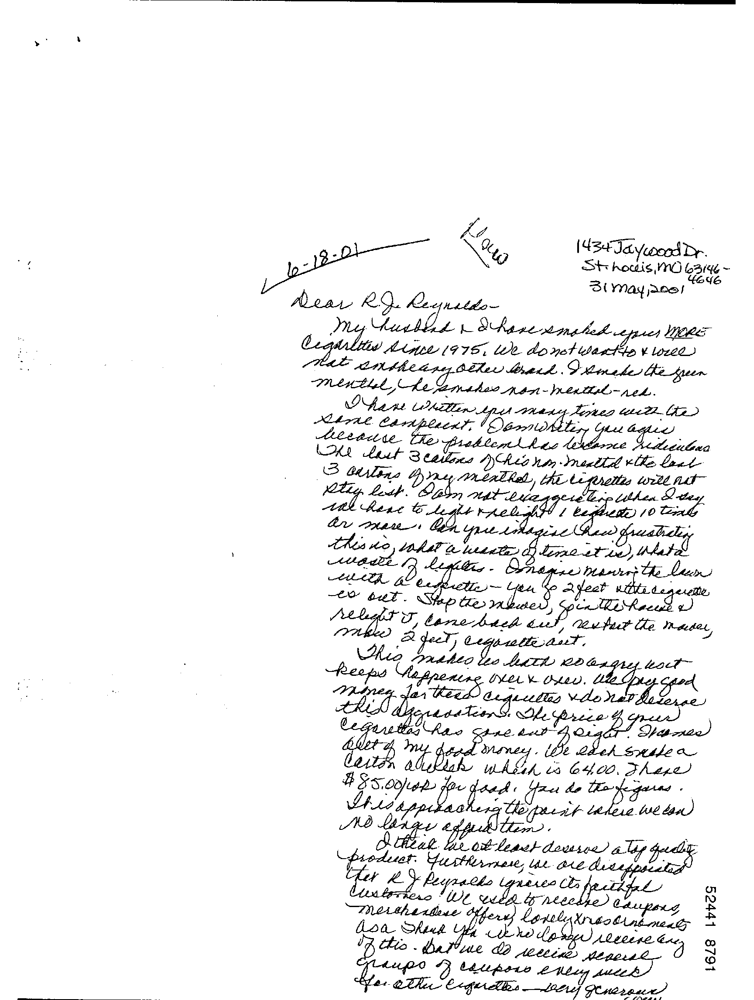 6-18-01
1434 Jaywood Dr.
St. Louis, MO 63146-
4646
31 May, 2001
Dear R.J. Reynolds-
My husband & I have smoked your MORE
Cigarettes since 1975. We do not want to & will
not smoke any other brand. I smoke the green
menthol, he smokes non-menthol-red.
I have written you many times with the
same complaint. I am writing you again
because the problem has become ridiculous
The last 3 cartons of his non-menthol & the last
3 cartons of my menthol, the cigarettes will not
stay lit. I am not exaggerating when I say
we have to light & relight 1 cigarette 10 times
or more. Can you imagine how frustrating
this is, what a waste of time it is, what a
waste of lighters. Imagine mowing the lawn
with a cigarette - you go 2 feet & the cigarette
is out. Stop the mower, go in the house &
relight it, come back out, restart the mower,
mow 2 feet, cigarette out.
This makes us both so angry as it
keeps happening over & over. We pay good
money for these cigarettes & do not deserve
this aggravation. The price of your
cigarettes has gone out of sight. It comes
out of my food money. We each smoke a
carton a week which is 64.00. I have
$85.00 for food. You do the figures.
It is approaching the point where we can
no longer afford them.
I think we at least deserve a top quality
product. Furthermore, we are disappointed
that R J Reynolds ignores its faithful
customers. We used to receive coupons,
merchandise offers, lovely Xmas ornaments
as a Thank you. We no longer receive any
of this. But we do receive several
groups of coupons every week
for other cigarettes - very generous
52441 8791